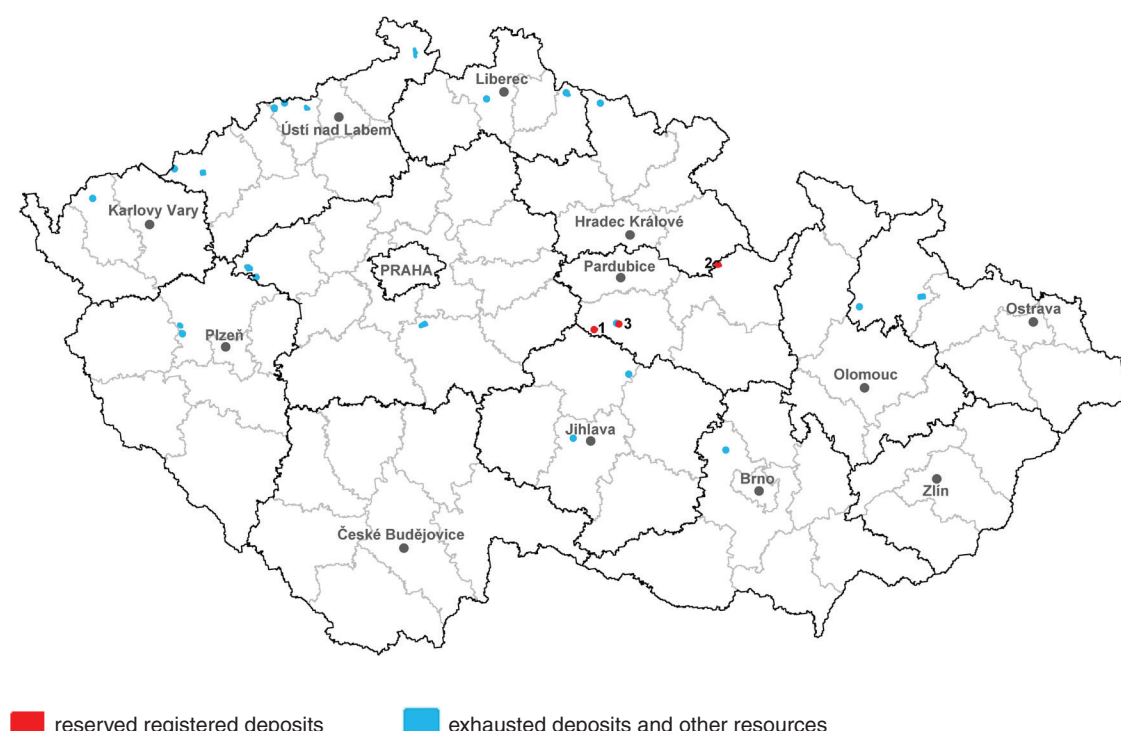 Liberec
Ústí nad Labem
Karlovy Vary
Hradec Králové
PRAHA
Pardubice
2
1
3
Plzeň
Ostrava
Olomouc
Jihlava
Brno
Zlín
České Budějovice
reserved registered deposits
exhausted deposits and other resources